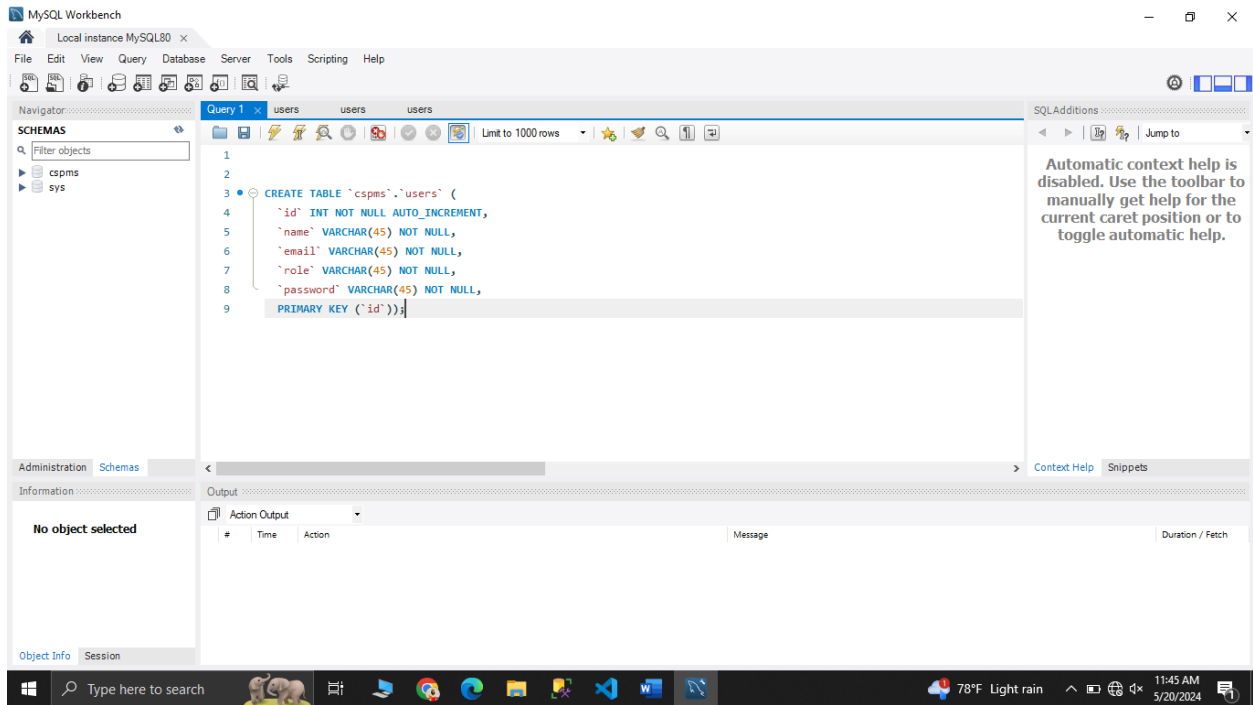 MySQL Workbench
Local instance MySQL80
File Edit View Query Database Server Tools Scripting Help
Navigator
SCHEMAS
Filter objects
cspms
sys
Administration Schemas
Information
No object selected
Object Info Session
Query 1 users users users
Limit to 1000 rows
1
2
3 CREATE TABLE `cspms`.`users` (
4 `id` INT NOT NULL AUTO_INCREMENT,
5 `name` VARCHAR(45) NOT NULL,
6 `email` VARCHAR(45) NOT NULL,
7 `role` VARCHAR(45) NOT NULL,
8 `password` VARCHAR(45) NOT NULL,
9 PRIMARY KEY (`id`));
SQLAdditions
Jump to
Automatic context help is
disabled. Use the toolbar to
manually get help for the
current caret position or to
toggle automatic help.
Context Help Snippets
Output
Action Output
# Time Action Message Duration / Fetch
Type here to search
78°F Light rain
11:45 AM
5/20/2024